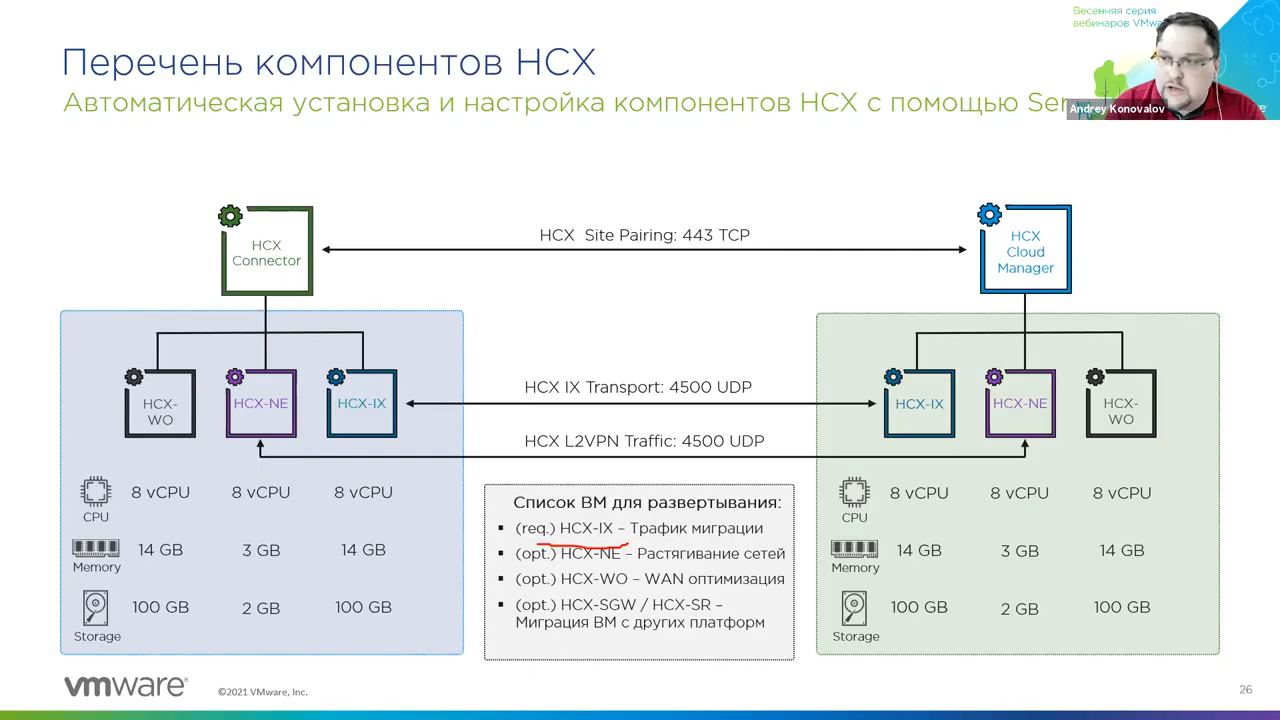 Весенняя серия
вебинаров VMwa
Перечень компонентов HCX
Автоматическая установка и настройка компонентов HCX с помощью Ser
Andrey Konovalov
HCX Site Pairing: 443 TCP
HCX
Connector
HCX
Cloud
Manager
HCX IX Transport: 4500 UDP
HCX-
WO
HCX-NE
HCX-IX
HCX-IX
HCX-NE
HCX-
WO
HCX L2VPN Traffic: 4500 UDP
8 vCPU 8 vCPU 8 vCPU
CPU
14 GB 3 GB 14 GB
Memory
100 GB 2 GB 100 GB
Storage
Список ВМ для развертывания:
▪ (req.) HCX-IX – Трафик миграции
▪ (opt.) HCX-NE – Растягивание сетей
▪ (opt.) HCX-WO – WAN оптимизация
▪ (opt.) HCX-SGW / HCX-SR –
Миграция ВМ с других платформ
8 vCPU 8 vCPU 8 vCPU
CPU
14 GB 3 GB 14 GB
Memory
100 GB 2 GB 100 GB
Storage
vmware®
©2021 VMware, Inc.
26